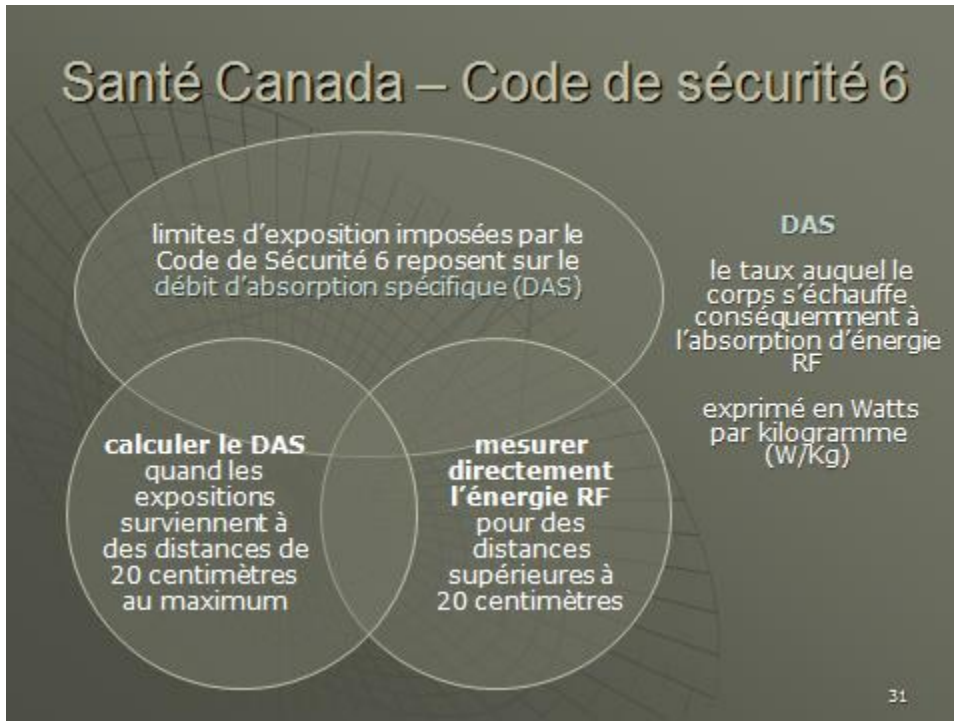 Santé Canada – Code de sécurité 6
limites d'exposition imposées par le
Code de Sécurité 6 reposent sur le
débit d'absorption spécifique (DAS)
calculer le DAS
quand les
expositions
surviennent à
des distances de
20 centimètres
au maximum
mesurer
directement
l'énergie RF
pour des
distances
supérieures à
20 centimètres
DAS
le taux auquel le
corps s'échauffe
conséquemment à
l'absorption d'énergie
RF
exprimé en Watts
par kilogramme
(W/Kg)
31